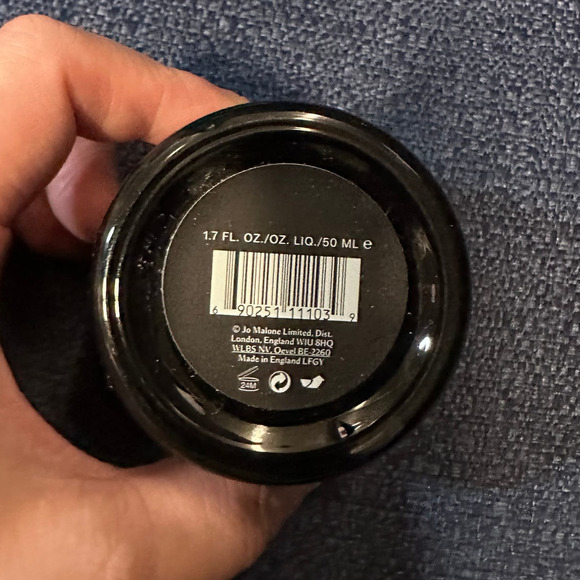 1.7 FL. OZ./OZ. LIQ./50 ML ℮
6 90251 11103 9
© Jo Malone Limited. Dist.
London, England W1U 8HQ
WLBS NV. Oevel BE-2260
Made in England LFGY
24M